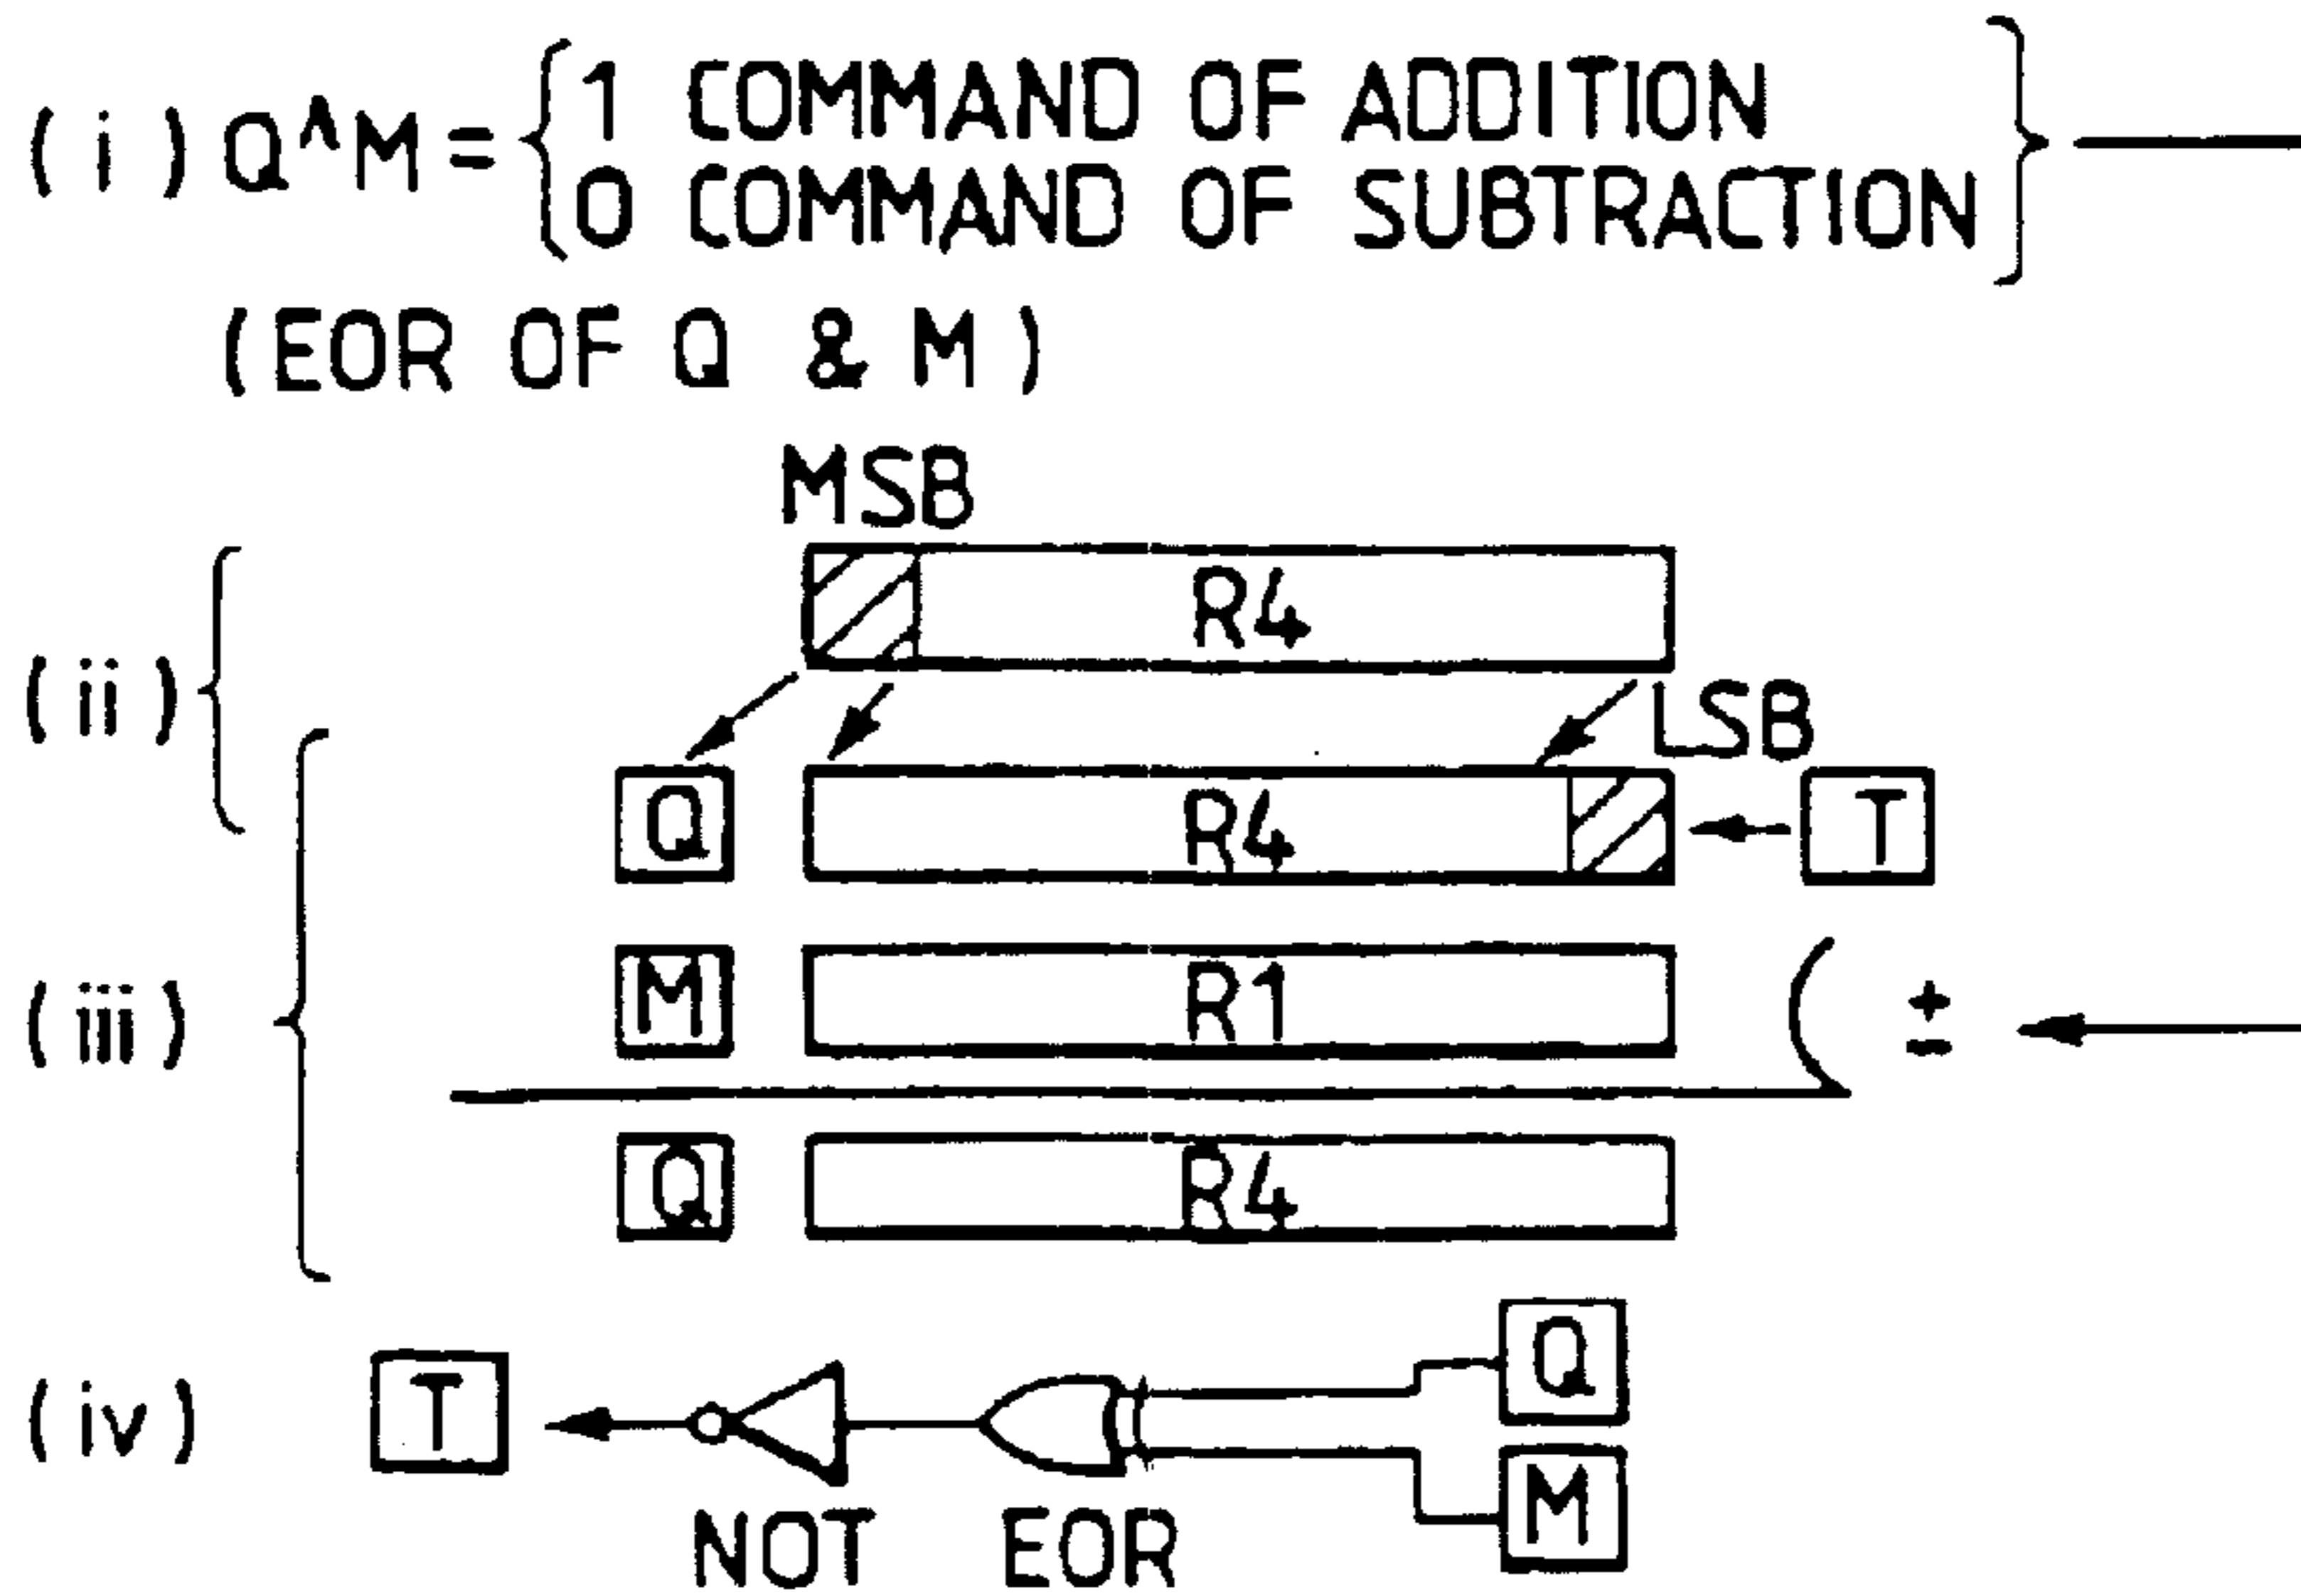 (i) Q^M= 1 COMMAND OF ADDITION
0 COMMAND OF SUBTRACTION
(EOR OF Q & M)
MSB
R4
(ii)
LSB
Q R4 T
(iii)
M R1 ±
Q R4
(iv) T Q
M
NOT EOR